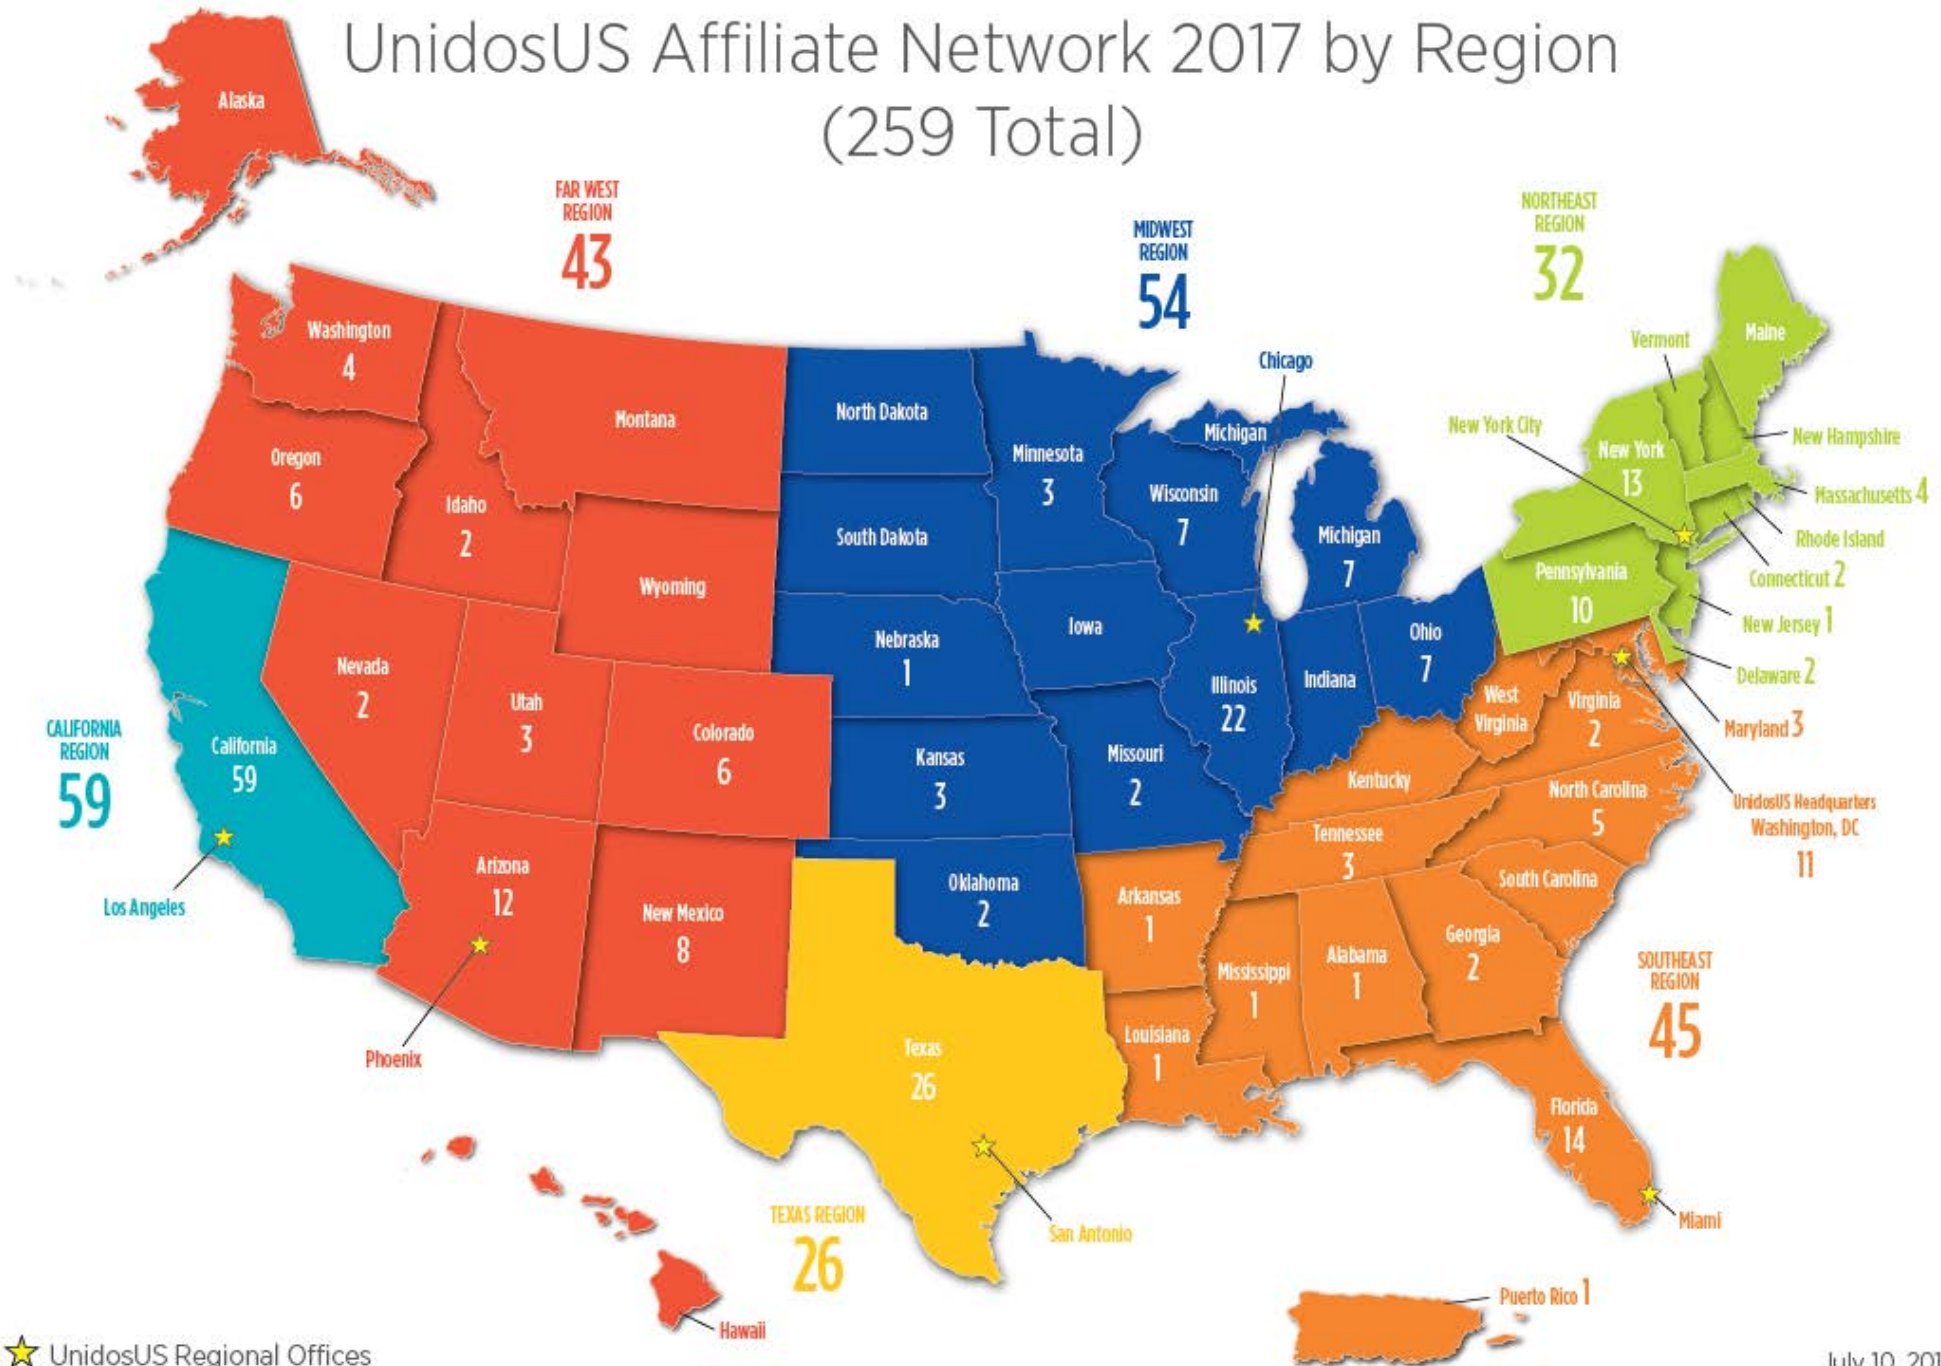 UnidosUS Affiliate Network 2017 by Region
(259 Total)
Alaska
FAR WEST
REGION
43
MIDWEST
REGION
54
NORTHEAST
REGION
32
Washington
4
Montana
Oregon
6
Idaho
2
Wyoming
Nevada
2
Utah
3
Colorado
6
Arizona
12
New Mexico
8
Phoenix
Hawaii
CALIFORNIA
REGION
59
California
59
Los Angeles
North Dakota
South Dakota
Nebraska
1
Kansas
3
Oklahoma
2
Minnesota
3
Iowa
Missouri
2
Wisconsin
7
Chicago
Michigan
Michigan
7
Illinois
22
Indiana
Ohio
7
Maine
Vermont
New York City
New Hampshire
New York
13
Massachusetts 4
Rhode Island
Connecticut 2
Pennsylvania
10
New Jersey 1
Delaware 2
West
Virginia
Virginia
2
Maryland 3
UnidosUS Headquarters
Washington, DC
11
Kentucky
North Carolina
5
Tennessee
3
South Carolina
Arkansas
1
Mississippi
1
Alabama
1
Georgia
2
Louisiana
1
SOUTHEAST
REGION
45
Florida
14
Miami
Puerto Rico 1
Texas
26
San Antonio
TEXAS REGION
26
UnidosUS Regional Offices
July 10, 201